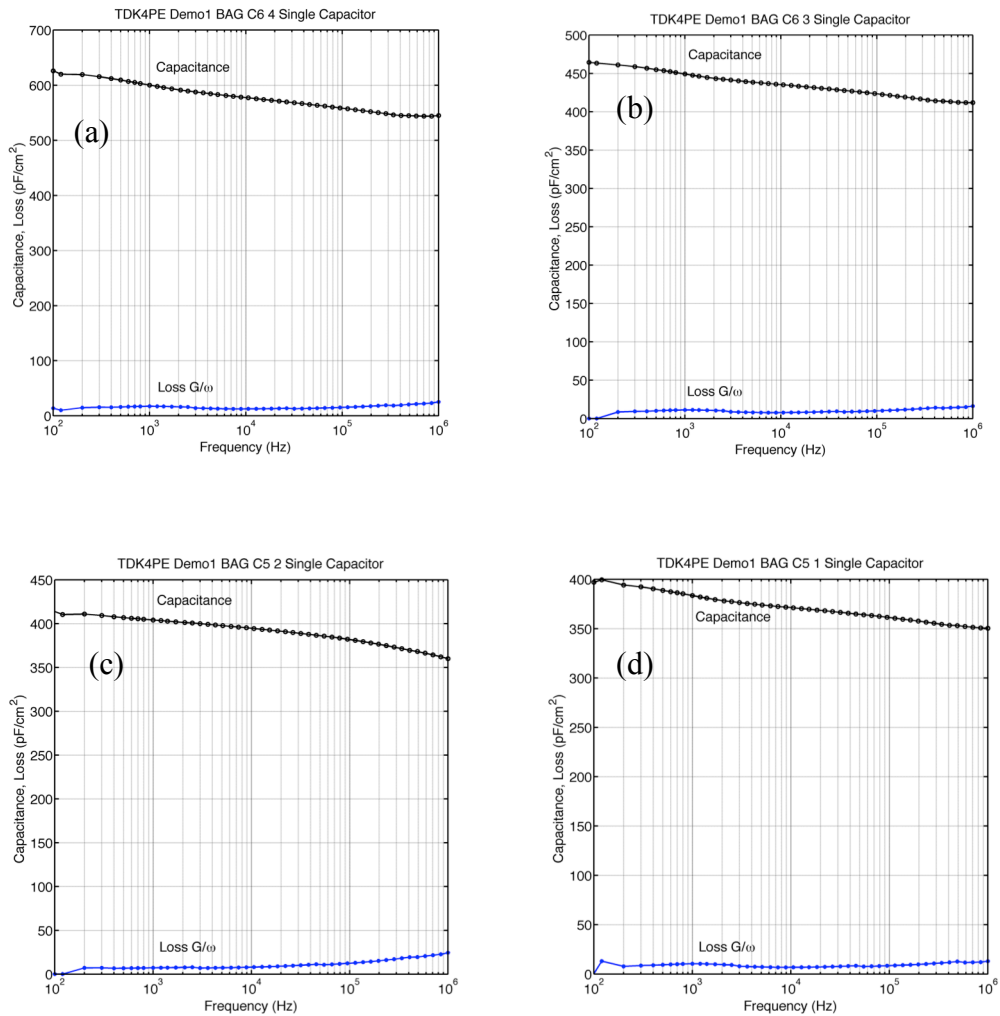 TDK4PE Demo1 BAG C6 4 Single Capacitor
700
600
500
400
300
200
100
0
Capacitance, Loss (pF/cm²)
Capacitance
(a)
Loss G/ω
10² 10³ 10⁴ 10⁵ 10⁶
Frequency (Hz)
TDK4PE Demo1 BAG C6 3 Single Capacitor
500
450
400
350
300
250
200
150
100
50
0
Capacitance, Loss (pF/cm²)
Capacitance
(b)
Loss G/ω
10² 10³ 10⁴ 10⁵ 10⁶
Frequency (Hz)
TDK4PE Demo1 BAG C5 2 Single Capacitor
450
400
350
300
250
200
150
100
50
0
Capacitance, Loss (pF/cm²)
Capacitance
(c)
Loss G/ω
10² 10³ 10⁴ 10⁵ 10⁶
Frequency (Hz)
TDK4PE Demo1 BAG C5 1 Single Capacitor
400
350
300
250
200
150
100
50
0
Capacitance, Loss (pF/cm²)
Capacitance
(d)
Loss G/ω
10² 10³ 10⁴ 10⁵ 10⁶
Frequency (Hz)